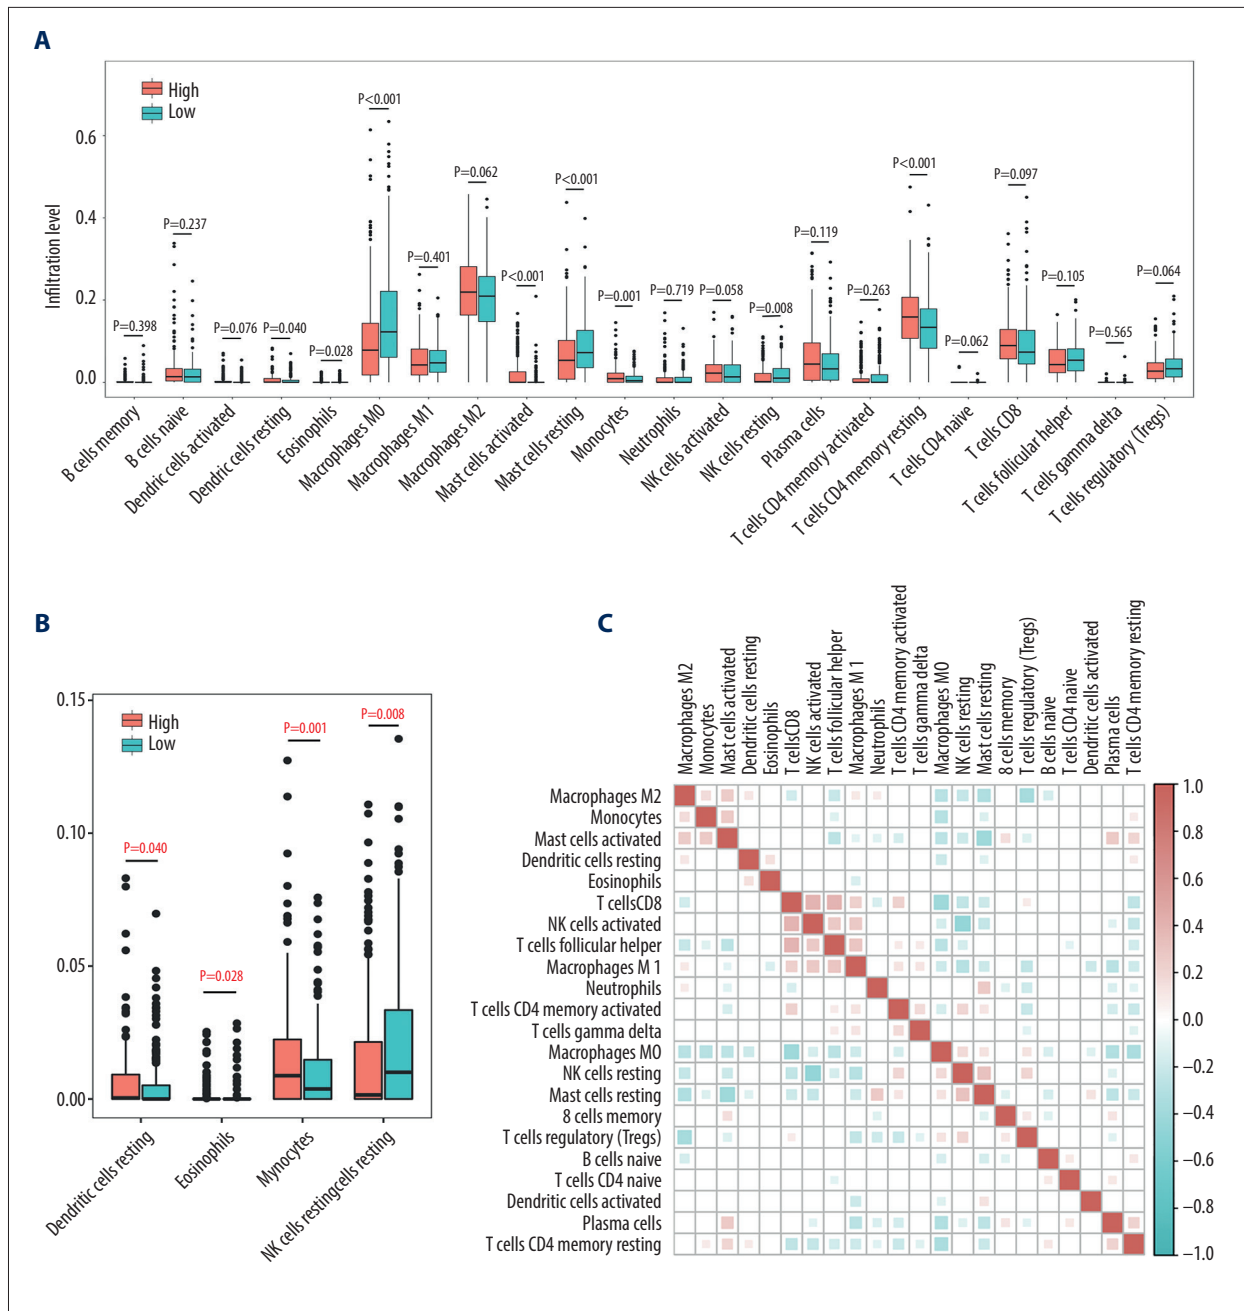 A
High
Low
Infiltration level
0.6
0.4
0.2
0.0
P=0.398
P=0.237
P=0.076
P=0.040
P=0.028
P<0.001
P=0.401
P=0.062
P<0.001
P<0.001
P=0.001
P=0.719
P=0.058
P=0.008
P=0.119
P=0.263
P<0.001
P=0.062
P=0.097
P=0.105
P=0.565
P=0.064
B cells memory
B cells naive
Dendric cells activated
Dendric cells resting
Eosinophils
Macrophages M0
Macrophages M1
Macrophages M2
Mast cells activated
Mast cells resting
Monocytes
Neutrophils
NK cells activated
NK cells resting
Plasma cells
T cells CD4 memory activated
T cells CD4 memory resting
T cells CD4 naive
T cells CD8
T cells follicular helper
T cells gamma delta
T cells regulatory (Tregs)
B
High
Low
0.15
0.10
0.05
0.00
P=0.040
P=0.028
P=0.001
P=0.008
Dendritic cells resting
Eosinophils
Mynocytes
NK cells restingcells resting
C
Macrophages M2
Monocytes
Mast cells activated
Dendritic cells resting
Eosinophils
T cellsCD8
NK cells activated
T cells follicular helper
Macrophages M 1
Neutrophils
T cells CD4 memory activated
T cells gamma delta
Macrophages M0
NK cells resting
Mast cells resting
8 cells memory
T cells regulatory (Tregs)
B cells naive
T cells CD4 naive
Dendritic cells activated
Plasma cells
T cells CD4 memory resting
Macrophages M2
Monocytes
Mast cells activated
Dendritic cells resting
Eosinophils
T cellsCD8
NK cells activated
T cells follicular helper
Macrophages M 1
Neutrophils
T cells CD4 memory activated
T cells gamma delta
Macrophages M0
NK cells resting
Mast cells resting
8 cells memory
T cells regulatory (Tregs)
B cells naive
T cells CD4 naive
Dendritic cells activated
Plasma cells
T cells CD4 memory resting
1.0
0.8
0.6
0.4
0.2
0.0
−0.2
−0.4
−0.6
−0.8
−1.0